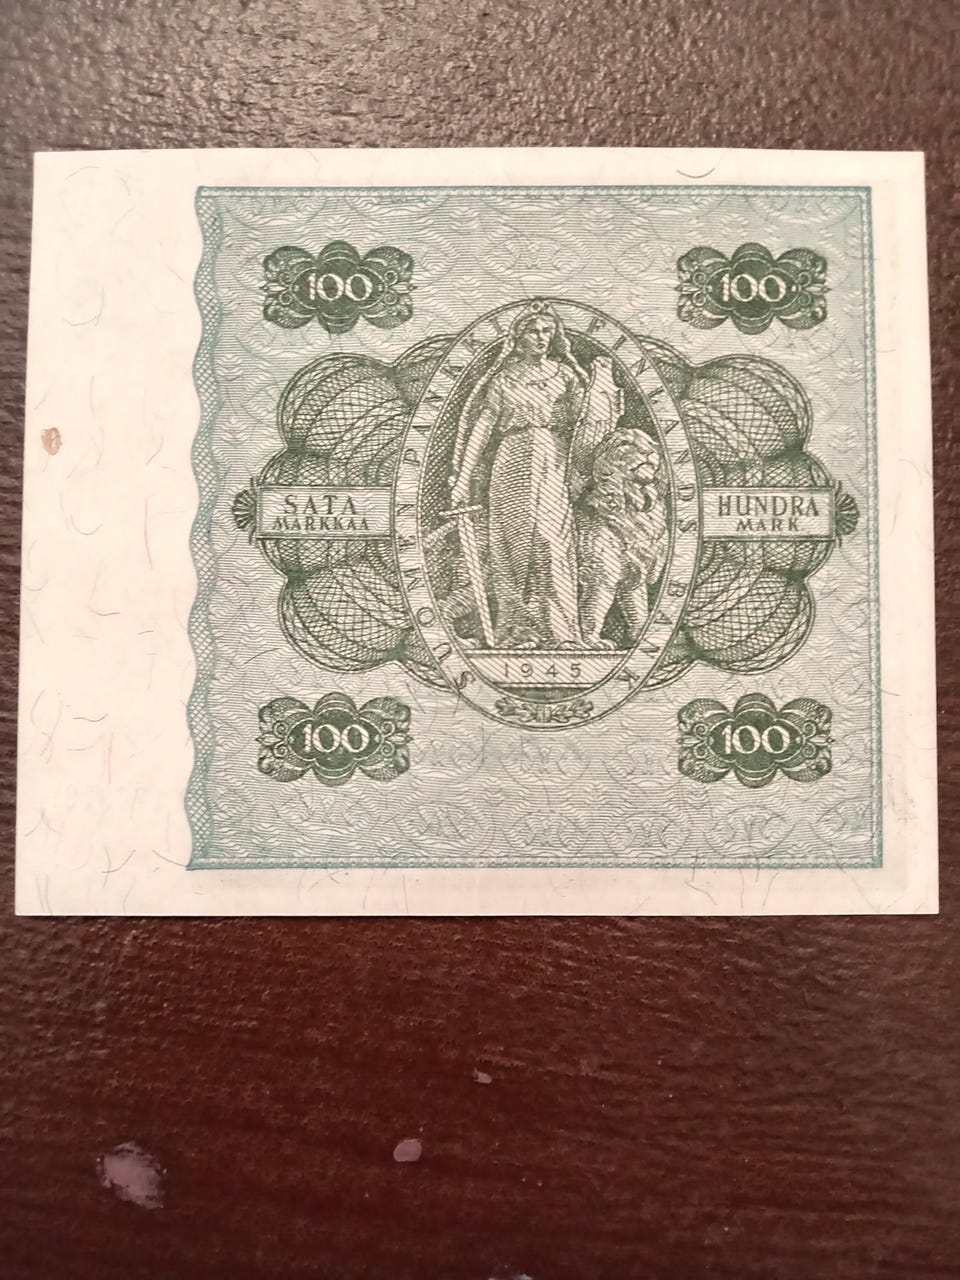 100
100
SUOMEN PANKKI
FINLANDS BANK
SATA
MARKKAA
HUNDRA
MARK
1945
100
100